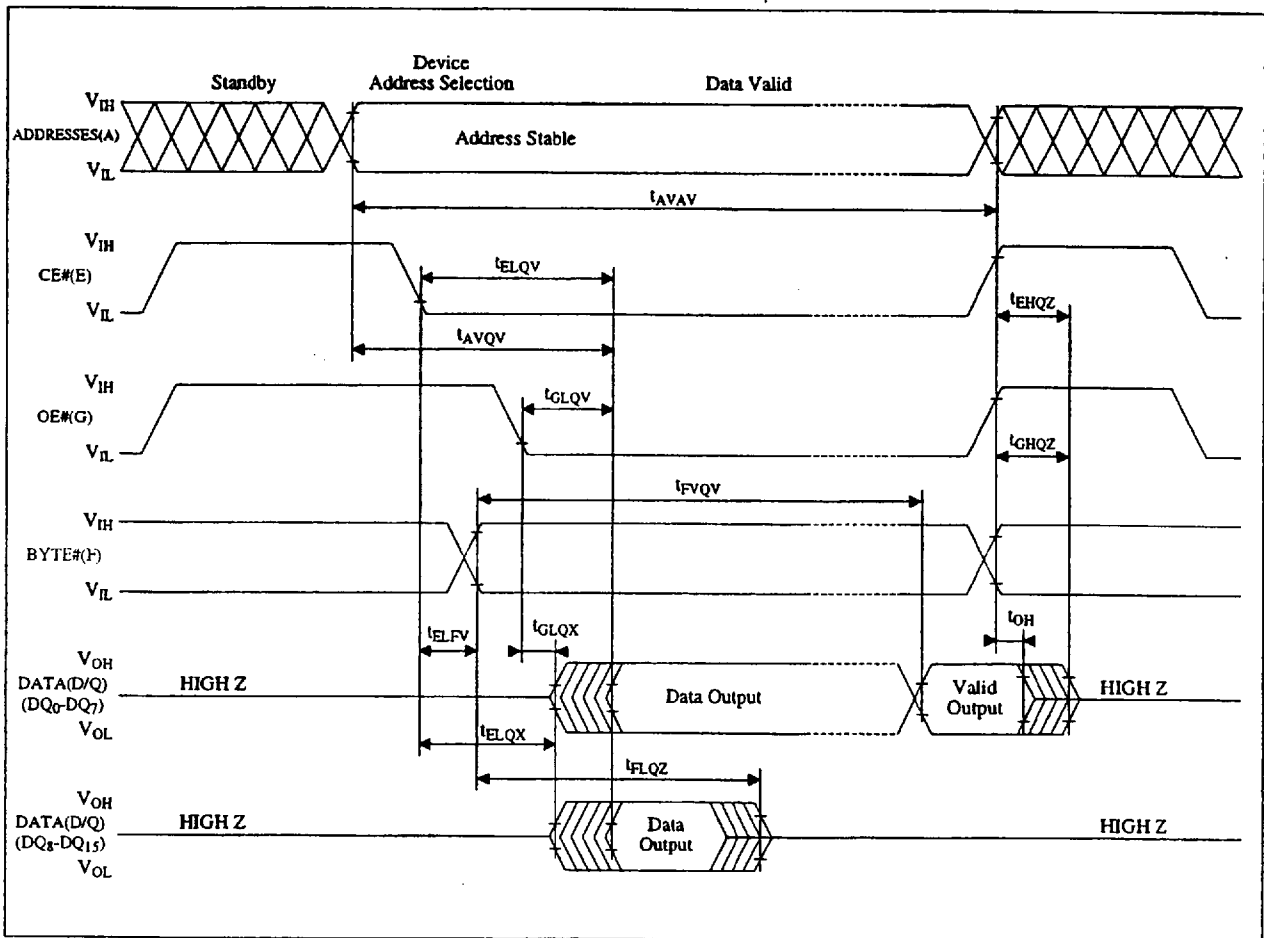 Standby
Device
Address Selection
Data Valid
VIH
ADDRESSES(A)
VIL
Address Stable
tAVAV
VIH
CE#(E)
VIL
tELQV
tEHQZ
tAVQV
VIH
OE#(G)
VIL
tGLQV
tGHQZ
tFVQV
VIH
BYTE#(F)
VIL
tELFV
tGLQX
tOH
VOH
DATA(D/Q)
(DQ0-DQ7)
VOL
HIGH Z
Data Output
Valid
Output
HIGH Z
tELQX
tFLQZ
VOH
DATA(D/Q)
(DQ8-DQ15)
VOL
HIGH Z
Data
Output
HIGH Z